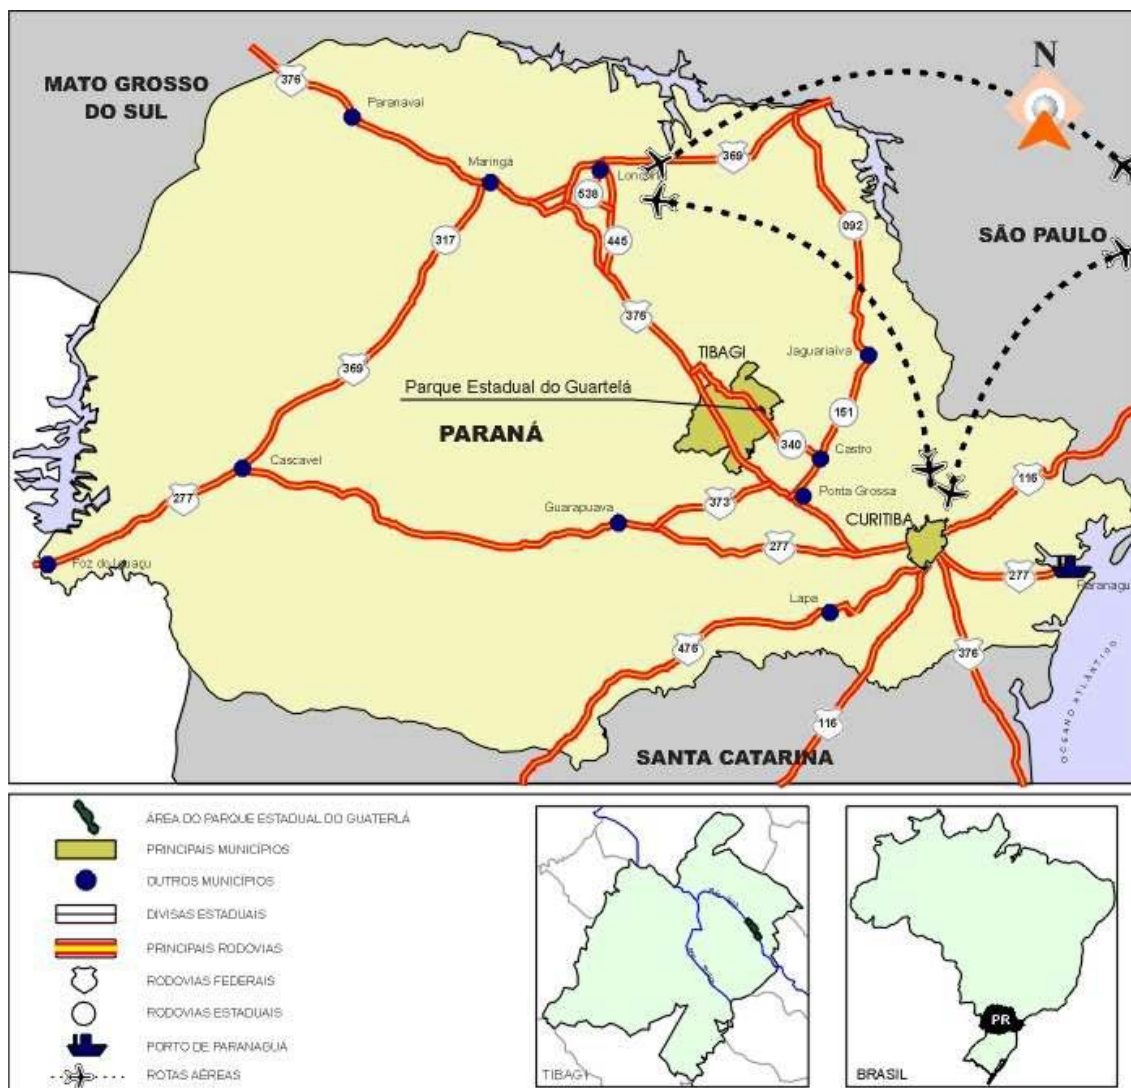 N
MATO GROSSO
DO SUL
376
Paranavaí
Maringá
369
538
317
445
092
SÃO PAULO
376
TIBAGI
Jaguariaíva
369
Parque Estadual do Guartelá
151
PARANÁ
340
Castro
Cascavel
116
277
373
Ponta Grossa
Guarapuava
CURITIBA
277
277
Lapa
476
376
OCEANO ATLÂNTICO
116
SANTA CATARINA
ÁREA DO PARQUE ESTADUAL DO GUATERLÁ
PRINCIPAIS MUNICÍPIOS
OUTROS MUNICÍPIOS
DIVISAS ESTADUAIS
PRINCIPAIS RODOVIAS
RODOVIAS FEDERAIS
RODOVIAS ESTADUAIS
PORTO DE PARANAGUÁ
ROTAS AÉREAS
TIBAGI
PR
BRASIL